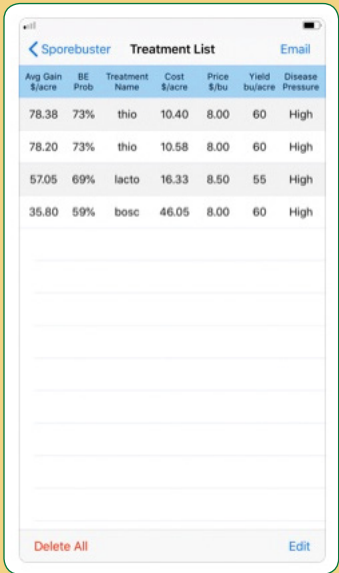 Sporebuster Treatment List Email
Avg Gain $/acre BE Prob Treatment Name Cost $/acre Price $/bu Yield bu/acre Disease Pressure
78.38 73% thio 10.40 8.00 60 High
78.20 73% thio 10.58 8.00 60 High
57.05 69% lacto 16.33 8.50 55 High
35.80 59% bosc 46.05 8.00 60 High
Delete All Edit